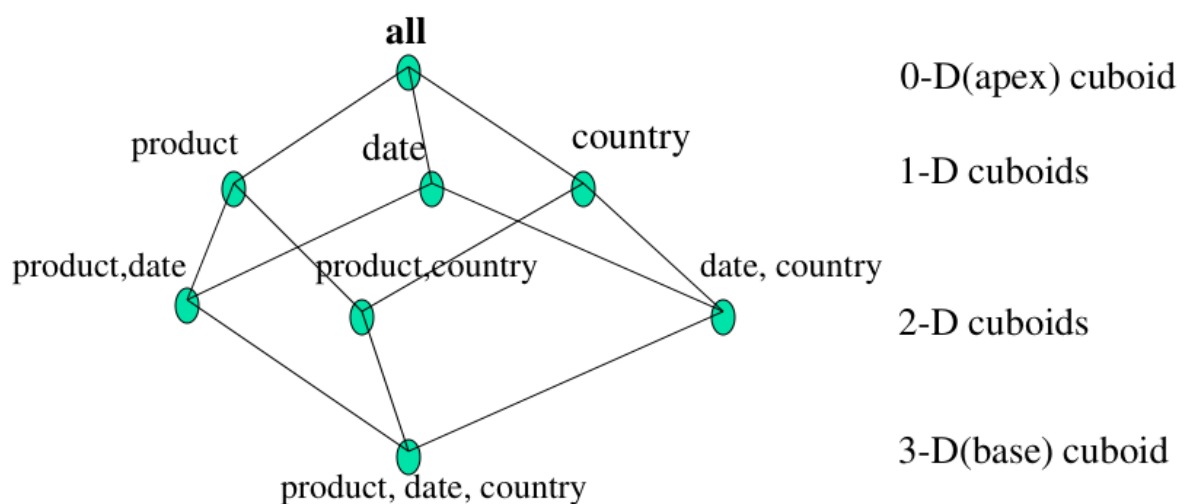 all
0-D(apex) cuboid
product
date
country
1-D cuboids
product,date
product,country
date, country
2-D cuboids
3-D(base) cuboid
product, date, country